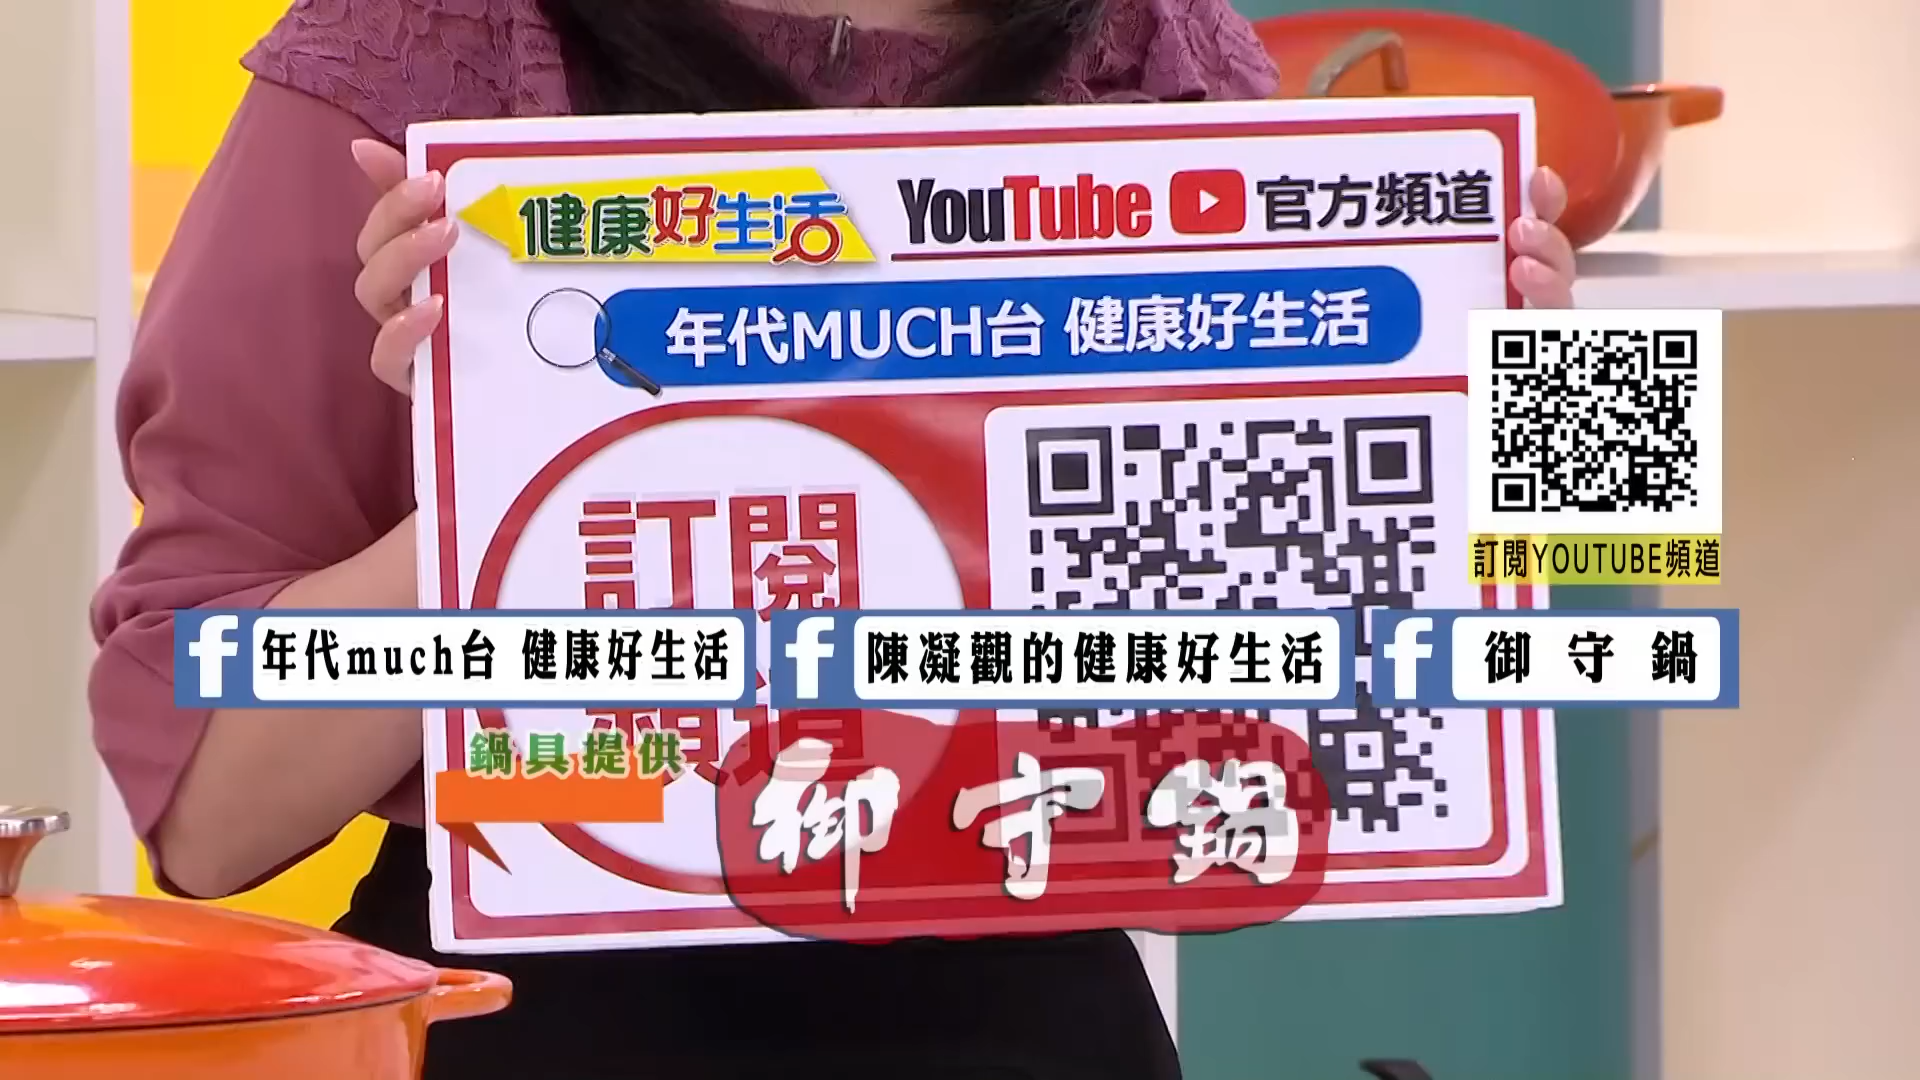 健康好生活 YouTube 官方頻道
年代MUCH台 健康好生活
訂閱
頻道
訂閱YOUTUBE頻道
f 年代much台 健康好生活
f 陳凝觀的健康好生活
f 御守鍋
鍋具提供
御守鍋